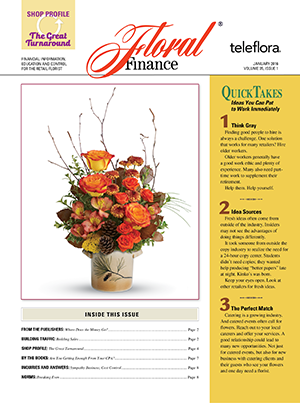 SHOP PROFILE
The Great
Turnaround
FINANCIAL INFORMATION,
EDUCATION AND CONTROL
FOR THE RETAIL FLORIST
Floral®
Finance
teleflora.
JANUARY 2016
VOLUME 35, ISSUE 1
INSIDE THIS ISSUE
FROM THE PUBLISHERS: Where Does the Money Go? Page 2
BUILDING TRAFFIC: Building Sales Page 2
SHOP PROFILE: The Great Turnaround Page 4
BY THE BOOKS: Are You Getting Enough From Your CPA? Page 7
INQUIRIES AND ANSWERS: Sympathy Business, Cost Control Page 8
NORMS: Breaking Even Page 8
QUICKTAKES
Ideas You Can Put
to Work Immediately
1 Think Gray
Finding good people to hire is
always a challenge. One solution
that works for many retailers? Hire
older workers.
Older workers generally have
a good work ethic and plenty of
experience. Many also need part-
time work to supplement their
retirement.
Help them. Help yourself.
2 Idea Sources
Fresh ideas often come from
outside of the industry. Insiders
may not see the advantages of
doing things differently.
It took someone from outside the
copy industry to realize the need for
a 24-hour copy center. Students
didn't need copies; they wanted
help producing "better papers" late
at night. Kinko's was born.
Keep your eyes open. Look at
other retailers for fresh ideas.
3 The Perfect Match
Catering is a growing industry.
And catered events often call for
flowers. Reach out to your local
caterers and offer your services. A
good relationship could lead to
many new opportunities. Not just
for catered events, but also for new
business with catering clients and
their guests who see your flowers
and one day need a florist.